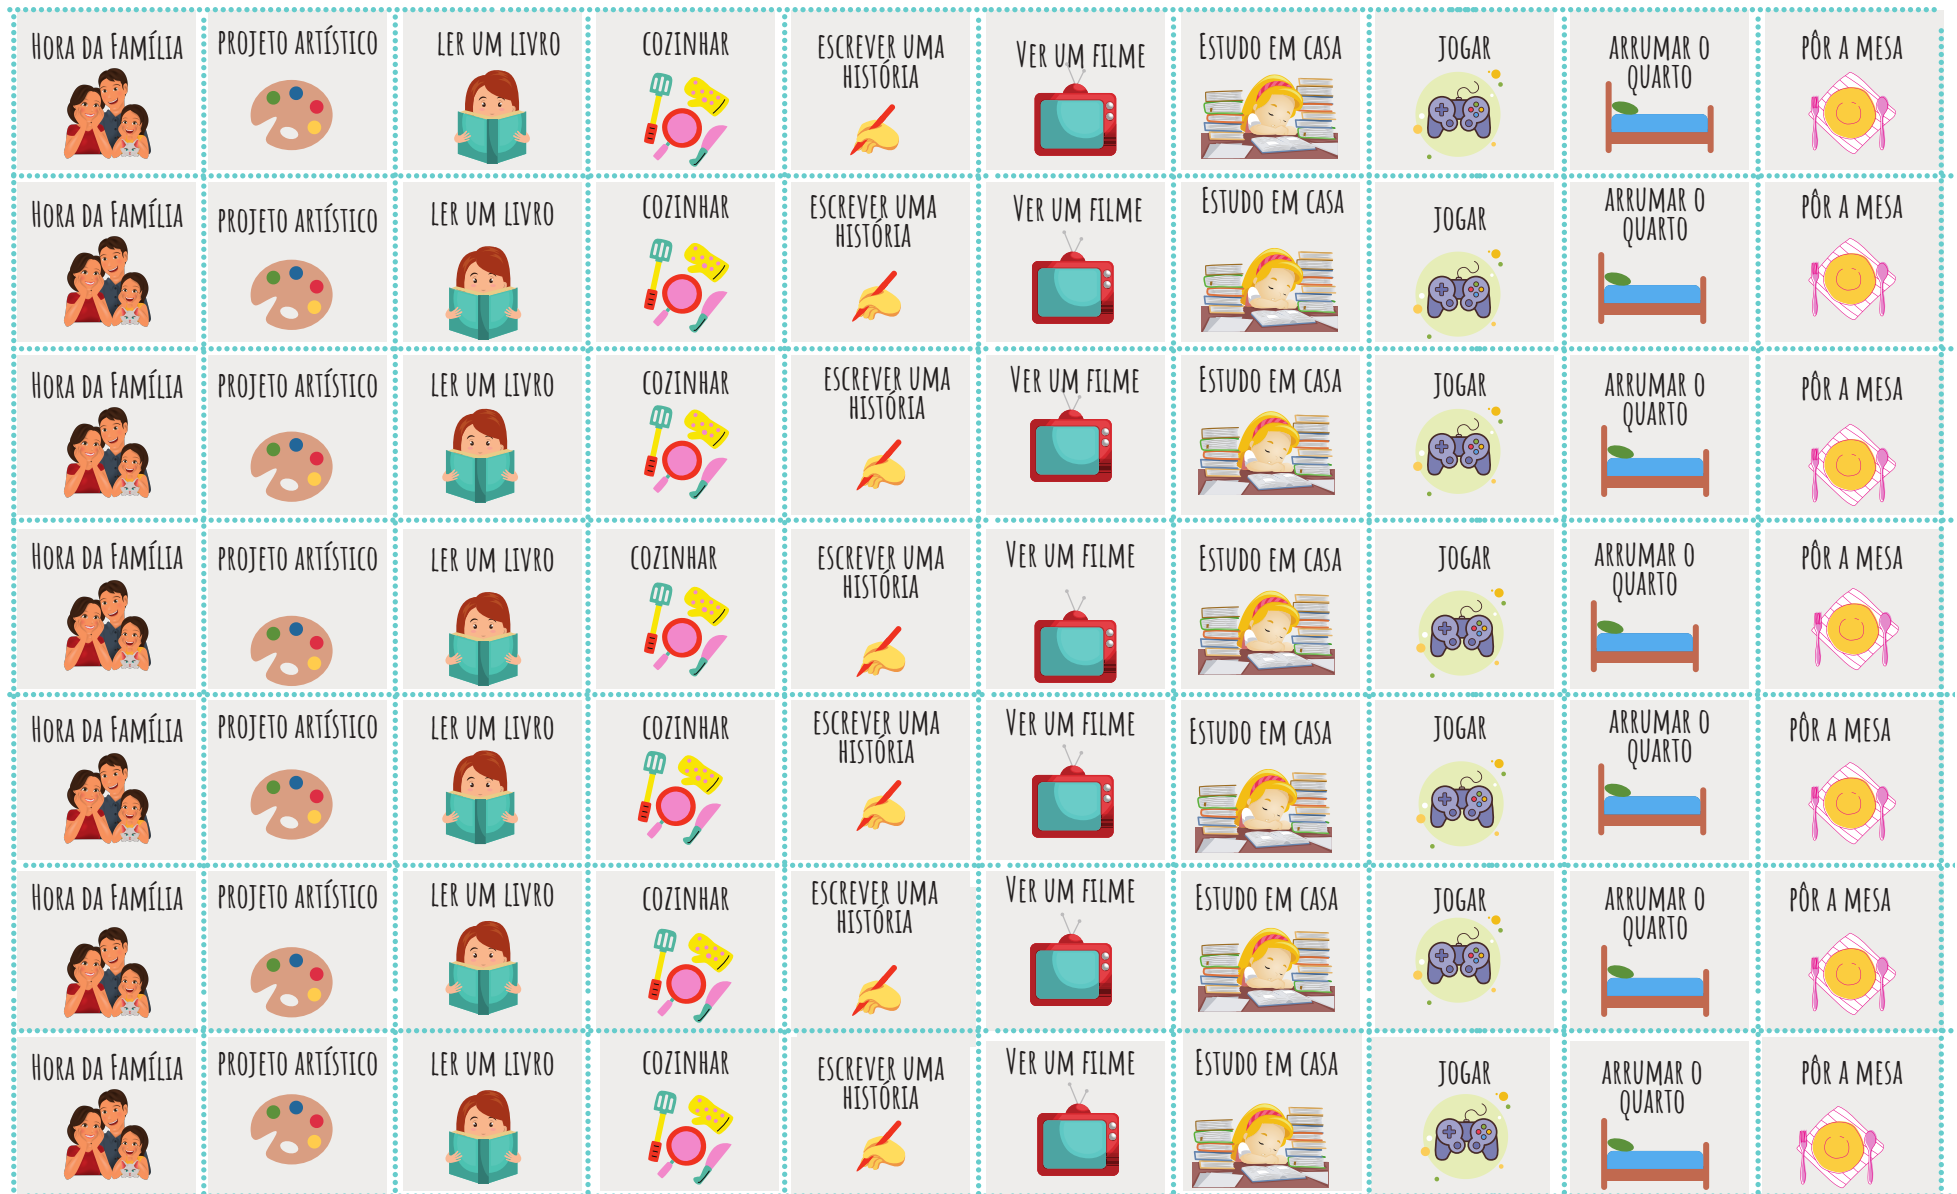 Hora da Família
PROJETO ARTÍSTICO
LER UM LIVRO
COZINHAR
ESCREVER UMA
HISTÓRIA
Ver um filme
Estudo em casa
JOGAR
ARRUMAR O
QUARTO
PÔR A MESA
Hora da Família
PROJETO ARTÍSTICO
LER UM LIVRO
COZINHAR
ESCREVER UMA
HISTÓRIA
Ver um filme
Estudo em casa
JOGAR
ARRUMAR O
QUARTO
PÔR A MESA
Hora da Família
PROJETO ARTÍSTICO
LER UM LIVRO
COZINHAR
ESCREVER UMA
HISTÓRIA
Ver um filme
Estudo em casa
JOGAR
ARRUMAR O
QUARTO
PÔR A MESA
Hora da Família
PROJETO ARTÍSTICO
LER UM LIVRO
COZINHAR
ESCREVER UMA
HISTÓRIA
Ver um filme
Estudo em casa
JOGAR
ARRUMAR O
QUARTO
PÔR A MESA
Hora da Família
PROJETO ARTÍSTICO
LER UM LIVRO
COZINHAR
ESCREVER UMA
HISTÓRIA
Ver um filme
Estudo em casa
JOGAR
ARRUMAR O
QUARTO
PÔR A MESA
Hora da Família
PROJETO ARTÍSTICO
LER UM LIVRO
COZINHAR
ESCREVER UMA
HISTÓRIA
Ver um filme
Estudo em casa
JOGAR
ARRUMAR O
QUARTO
PÔR A MESA
Hora da Família
PROJETO ARTÍSTICO
LER UM LIVRO
COZINHAR
ESCREVER UMA
HISTÓRIA
Ver um filme
Estudo em casa
JOGAR
ARRUMAR O
QUARTO
PÔR A MESA